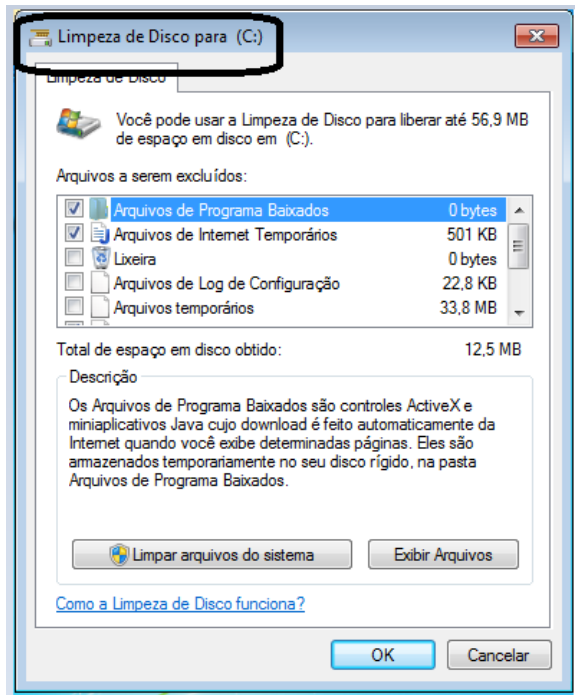 Limpeza de Disco para (C:)
Limpeza de Disco
Você pode usar a Limpeza de Disco para liberar até 56,9 MB
de espaço em disco em (C:).
Arquivos a serem excluídos:
Arquivos de Programa Baixados 0 bytes
Arquivos de Internet Temporários 501 KB
Lixeira 0 bytes
Arquivos de Log de Configuração 22,8 KB
Arquivos temporários 33,8 MB
Total de espaço em disco obtido: 12,5 MB
Descrição
Os Arquivos de Programa Baixados são controles ActiveX e
miniaplicativos Java cujo download é feito automaticamente da
Internet quando você exibe determinadas páginas. Eles são
armazenados temporariamente no seu disco rígido, na pasta
Arquivos de Programa Baixados.
Limpar arquivos do sistema Exibir Arquivos
Como a Limpeza de Disco funciona?
OK Cancelar